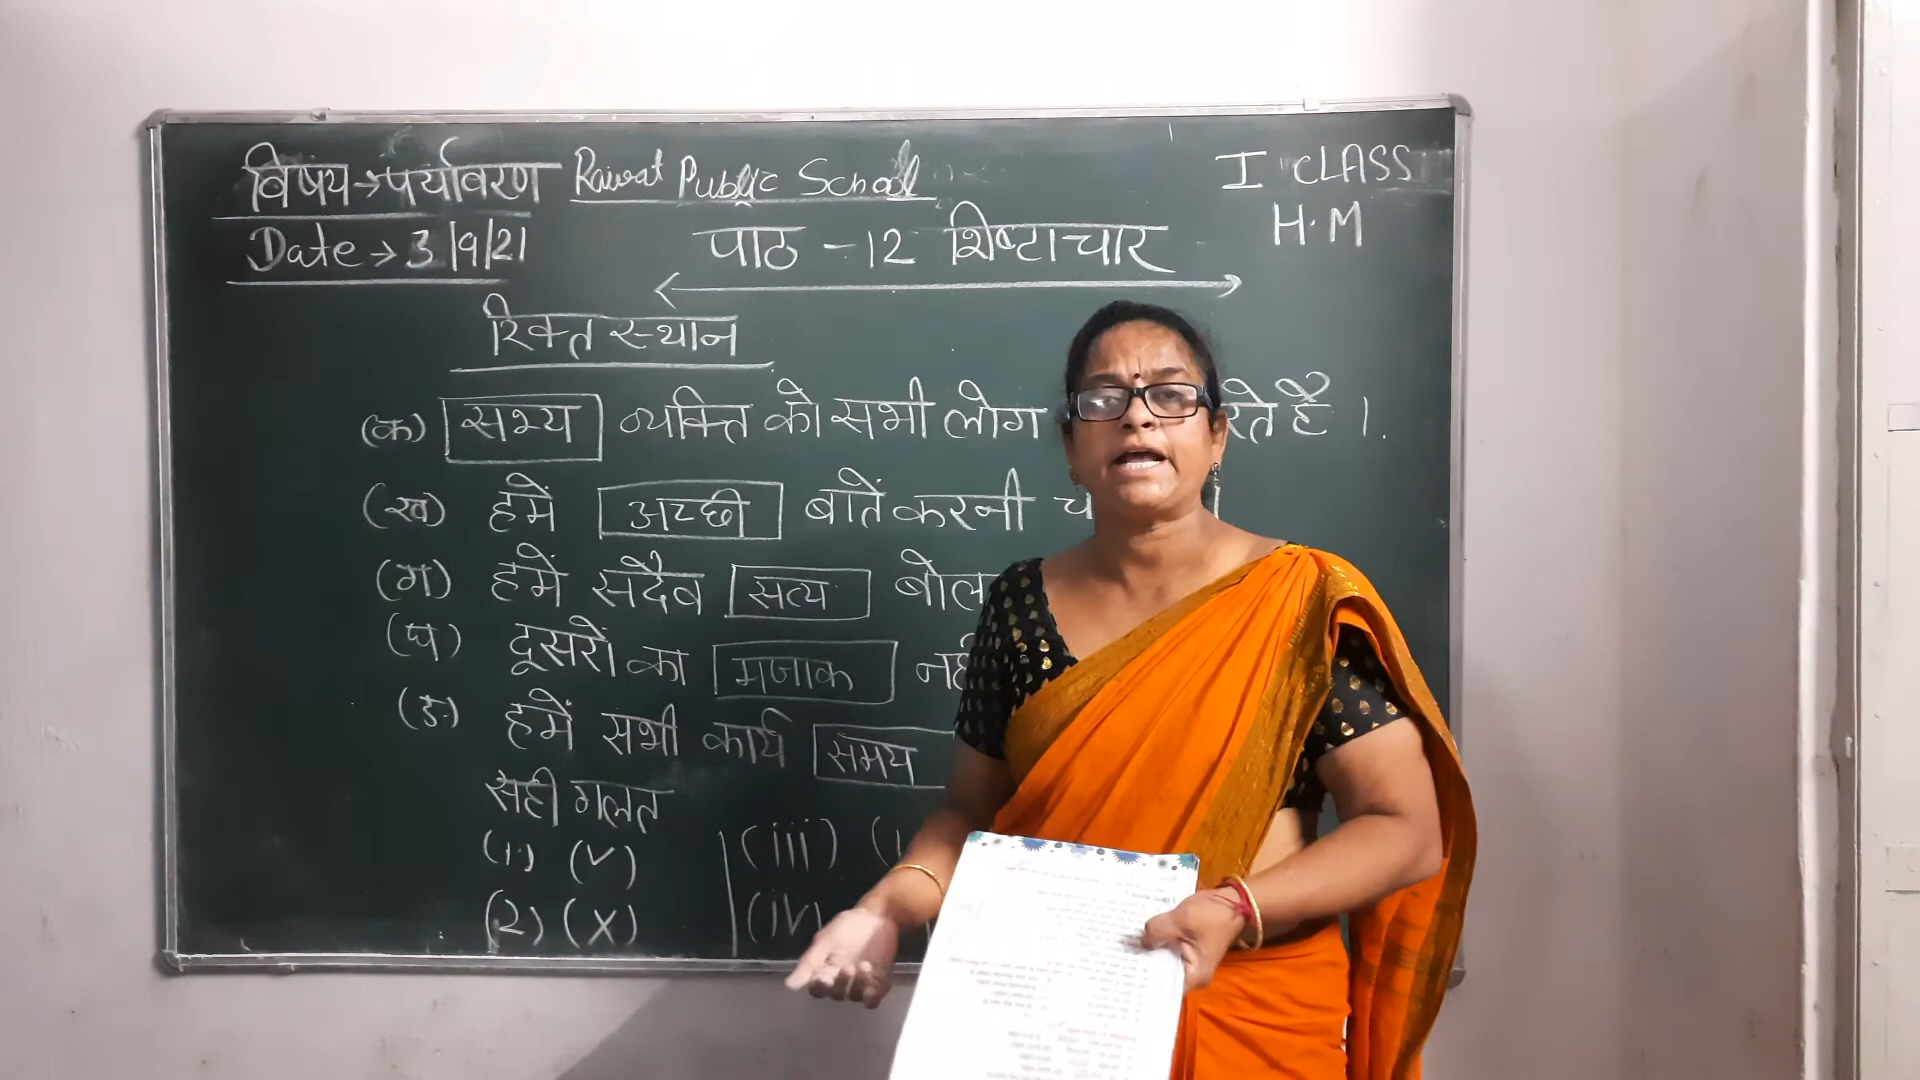 विषय→पर्यावरण Rawat Public School I CLASS
Date → 3/9/21 पाठ -12 शिष्टाचार H.M
रिक्त स्थान
(क) सभ्य व्यक्ति को सभी लोग रते हैं ।
(ख) हमें अच्छी बातें करनी च
(ग) हमें सदैव सत्य बोल
(घ) दूसरों का मजाक नही
(ङ) हमें सभी कार्य समय
सही गलत
(1) (✓) (iii) (
(2) (X) (iv)